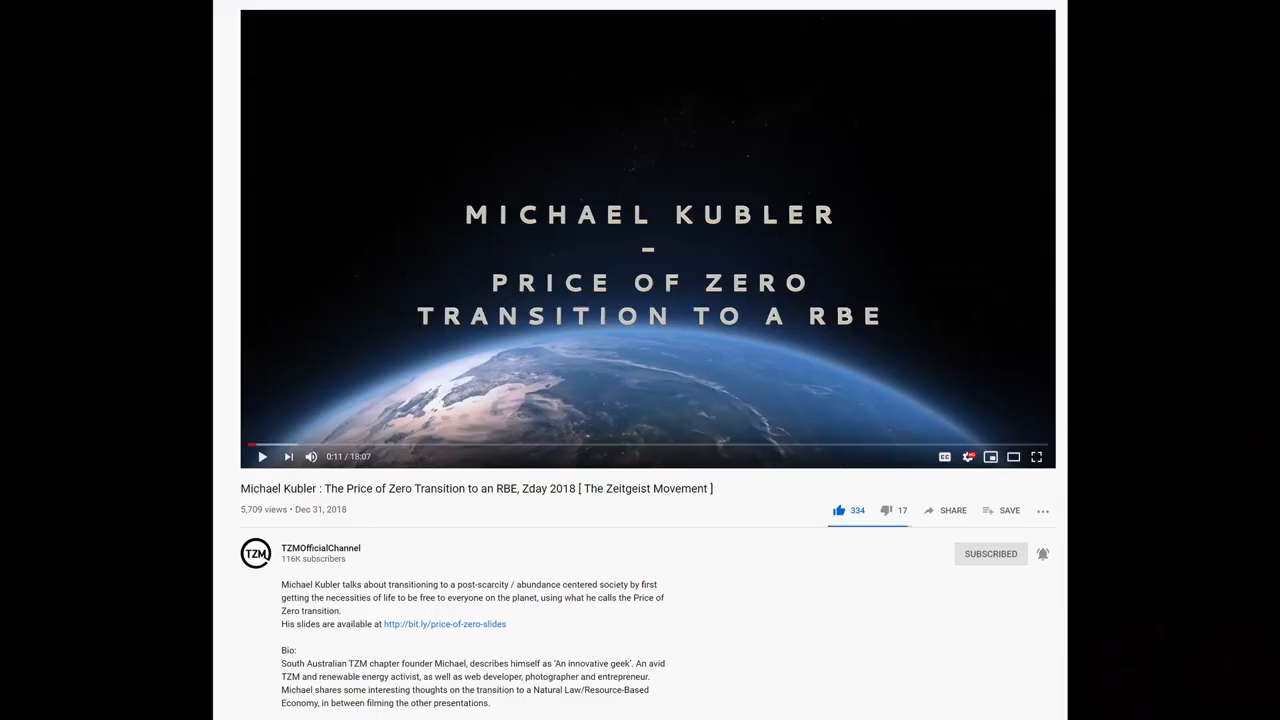 MICHAEL KUBLER
–
PRICE OF ZERO
TRANSITION TO A RBE
0:11 / 18:07
CC
HD
Michael Kubler : The Price of Zero Transition to an RBE, Zday 2018 [ The Zeitgeist Movement ]
5,709 views • Dec 31, 2018
334 17 SHARE SAVE
TZM
TZMOfficialChannel
116K subscribers
SUBSCRIBED
Michael Kubler talks about transitioning to a post-scarcity / abundance centered society by first
getting the necessities of life to be free to everyone on the planet, using what he calls the Price of
Zero transition.
His slides are available at http://bit.ly/price-of-zero-slides
Bio:
South Australian TZM chapter founder Michael, describes himself as ‘An innovative geek’. An avid
TZM and renewable energy activist, as well as web developer, photographer and entrepreneur.
Michael shares some interesting thoughts on the transition to a Natural Law/Resource-Based
Economy, in between filming the other presentations.